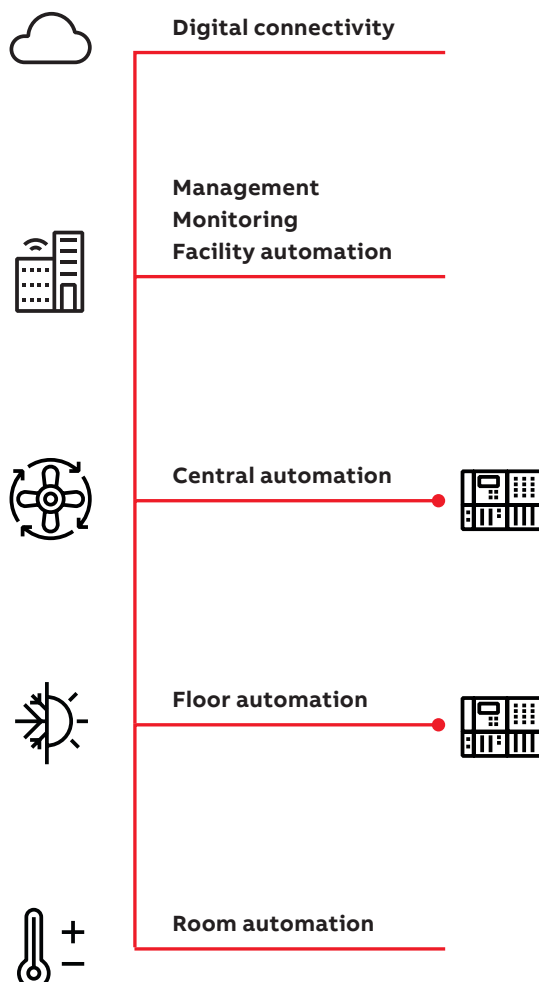 Digital connectivity
Management
Monitoring
Facility automation
Central automation
Floor automation
Room automation